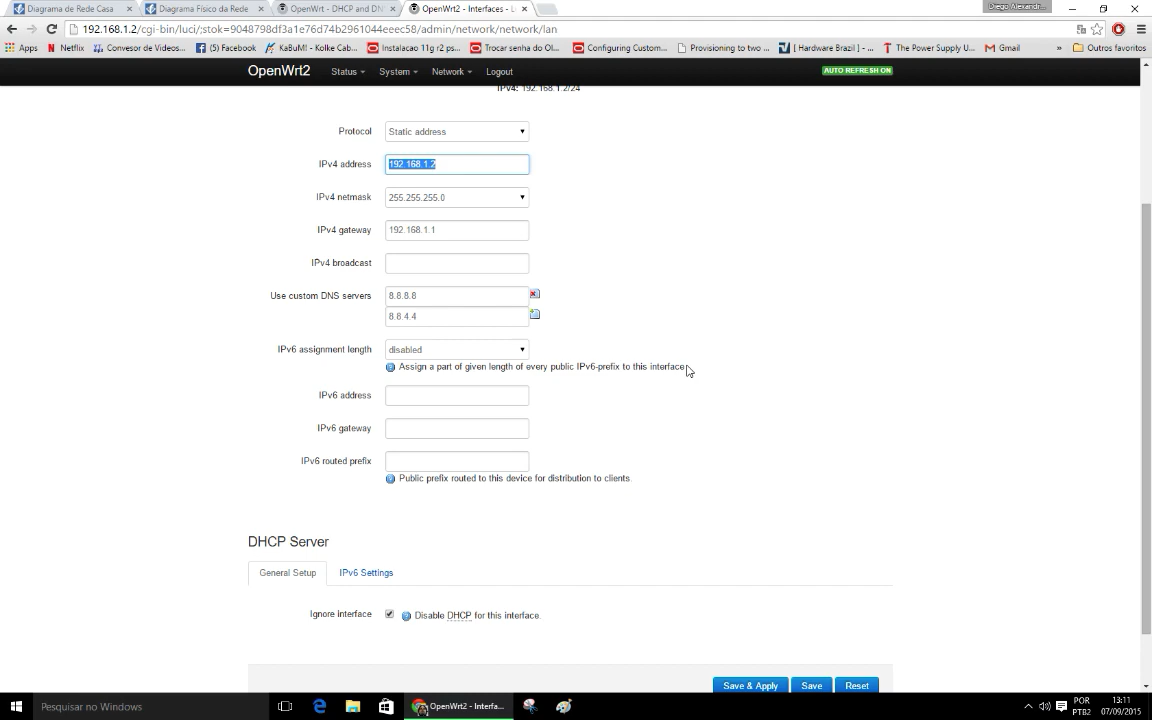 Diagrama de Rede Casa
Diagrama Físico da Rede
OpenWrt - DHCP and DN
OpenWrt2 - Interfaces - L
Diego Alexandr...
192.168.1.2/cgi-bin/luci/;stok=9048798df3a1e76d74b2961044eeec58/admin/network/network/lan
Apps
Netflix
Convesor de Videos...
(5) Facebook
KaBuM! - Kolke Cab...
Instalacao 11g r2 ps...
Trocar senha do Ol...
Configuring Custom...
Provisioning to two ...
[ Hardware Brazil ] ...
The Power Supply U...
Gmail
»
Outros favoritos
OpenWrt2
Status
System
Network
Logout
AUTO REFRESH ON
IPv4: 192.168.1.2/24
Protocol
Static address
IPv4 address
192.168.1.2
IPv4 netmask
255.255.255.0
IPv4 gateway
192.168.1.1
IPv4 broadcast
Use custom DNS servers
8.8.8.8
8.8.4.4
IPv6 assignment length
disabled
Assign a part of given length of every public IPv6-prefix to this interface
IPv6 address
IPv6 gateway
IPv6 routed prefix
Public prefix routed to this device for distribution to clients.
DHCP Server
General Setup
IPv6 Settings
Ignore interface
Disable DHCP for this interface.
Save & Apply
Save
Reset
Pesquisar no Windows
OpenWrt2 - Interfa...
POR
PTB2
13:11
07/09/2015